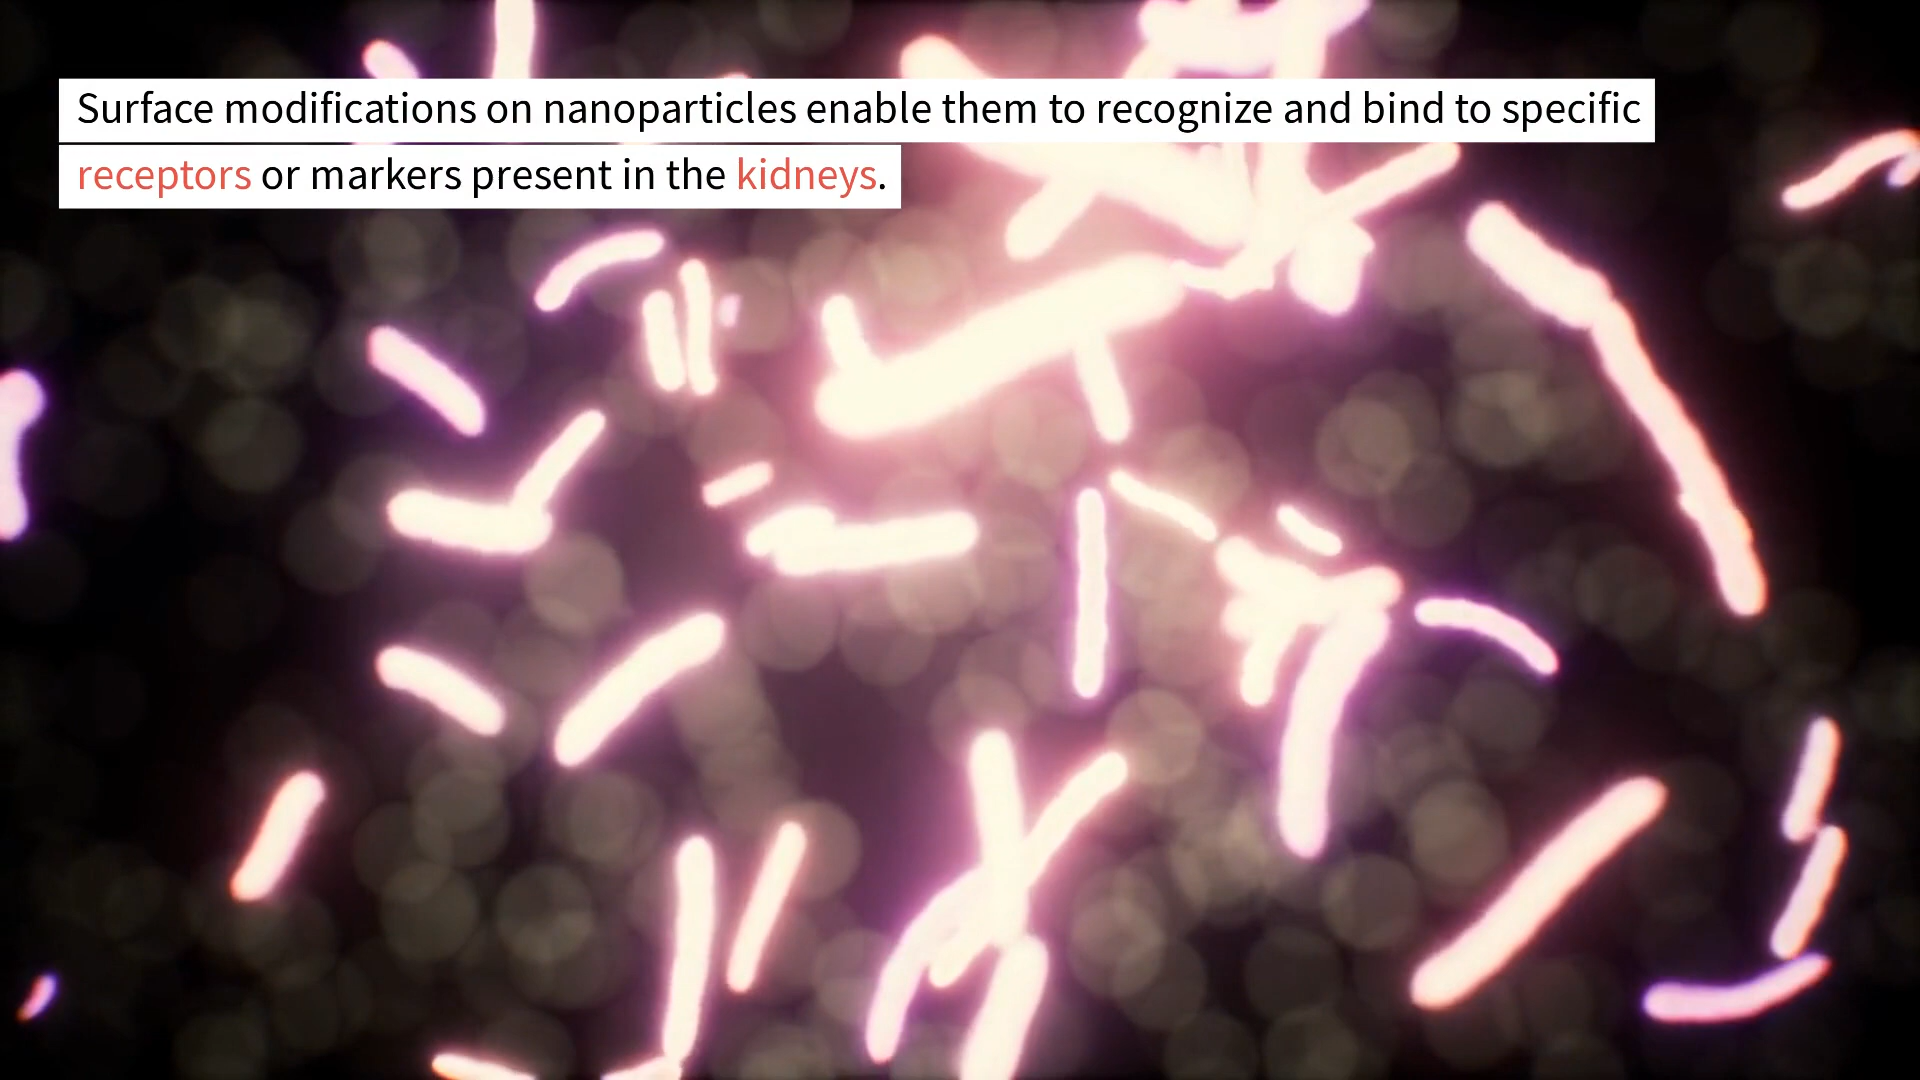 Surface modifications on nanoparticles enable them to recognize and bind to specific
receptors or markers present in the kidneys.